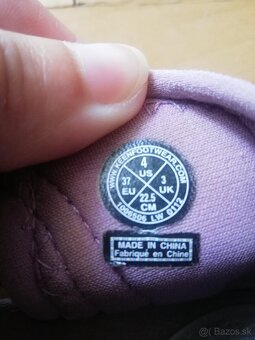 WWW.KEENFOOTWEAR.COM
4
US
37
EU
3
UK
22.5
CM
1006506 LW 0112
MADE IN CHINA
Fabriqué en Chine
Bazos.sk